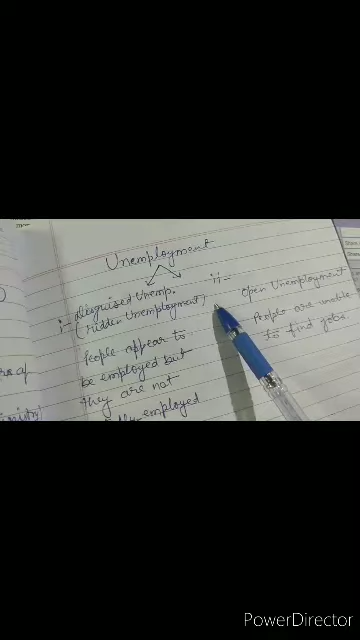 Unemployment
i- disguised Unemp.
(Hidden Unemployment)
People appear to
be employed but
they are not
employed
ii-
Open Unemployment
People are unable
to find jobs
PowerDirector